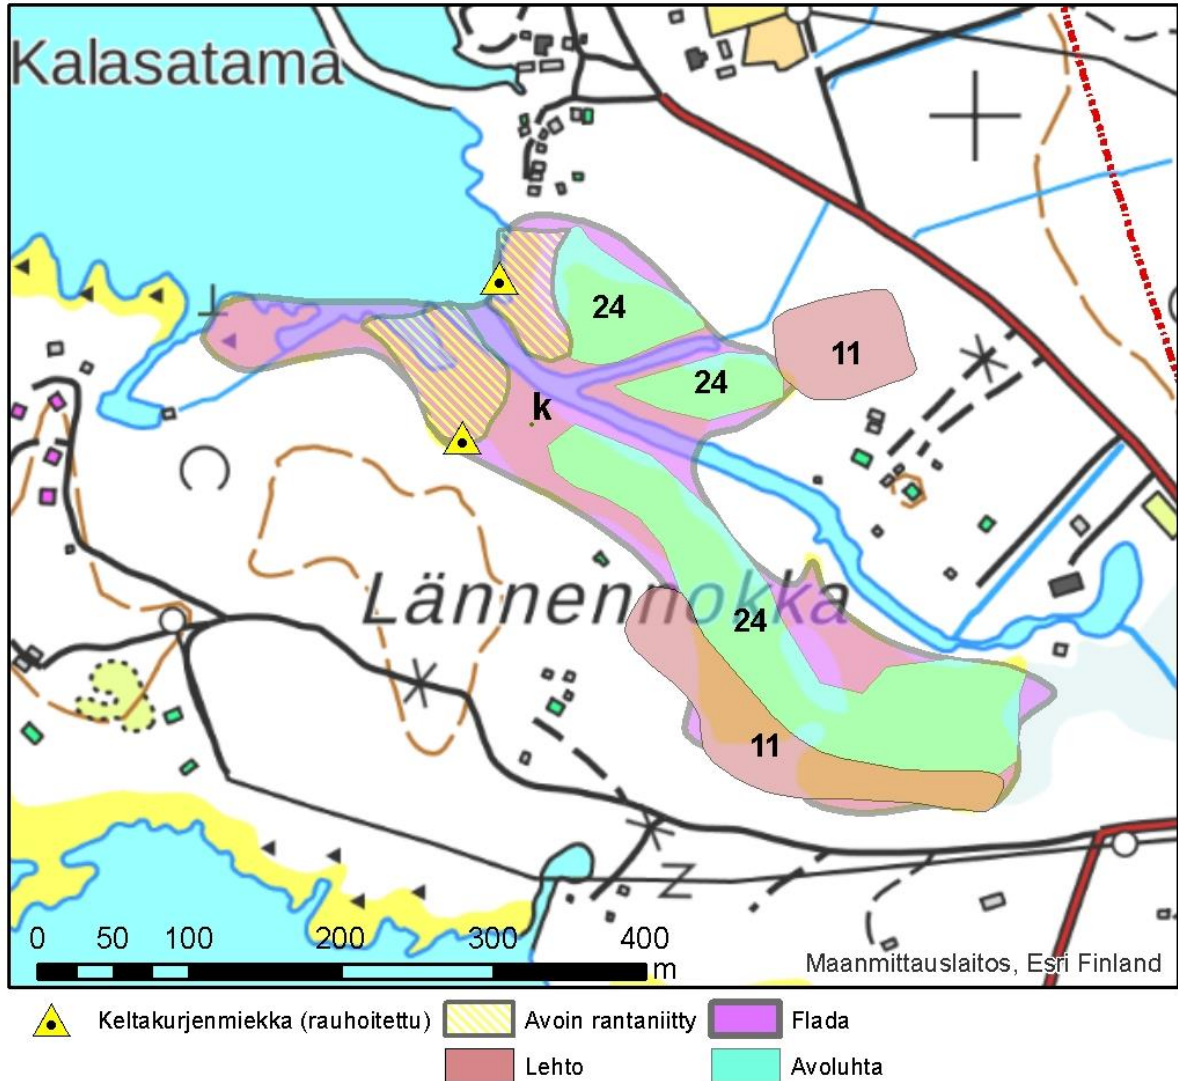 Kalasatama
24
11
24
k
Lännennokka
24
11
0 50 100 200 300 400
m
Maanmittauslaitos, Esri Finland
Keltakurjenmiekka (rauhoitettu)
Avoin rantaniitty
Flada
Lehto
Avoluhta